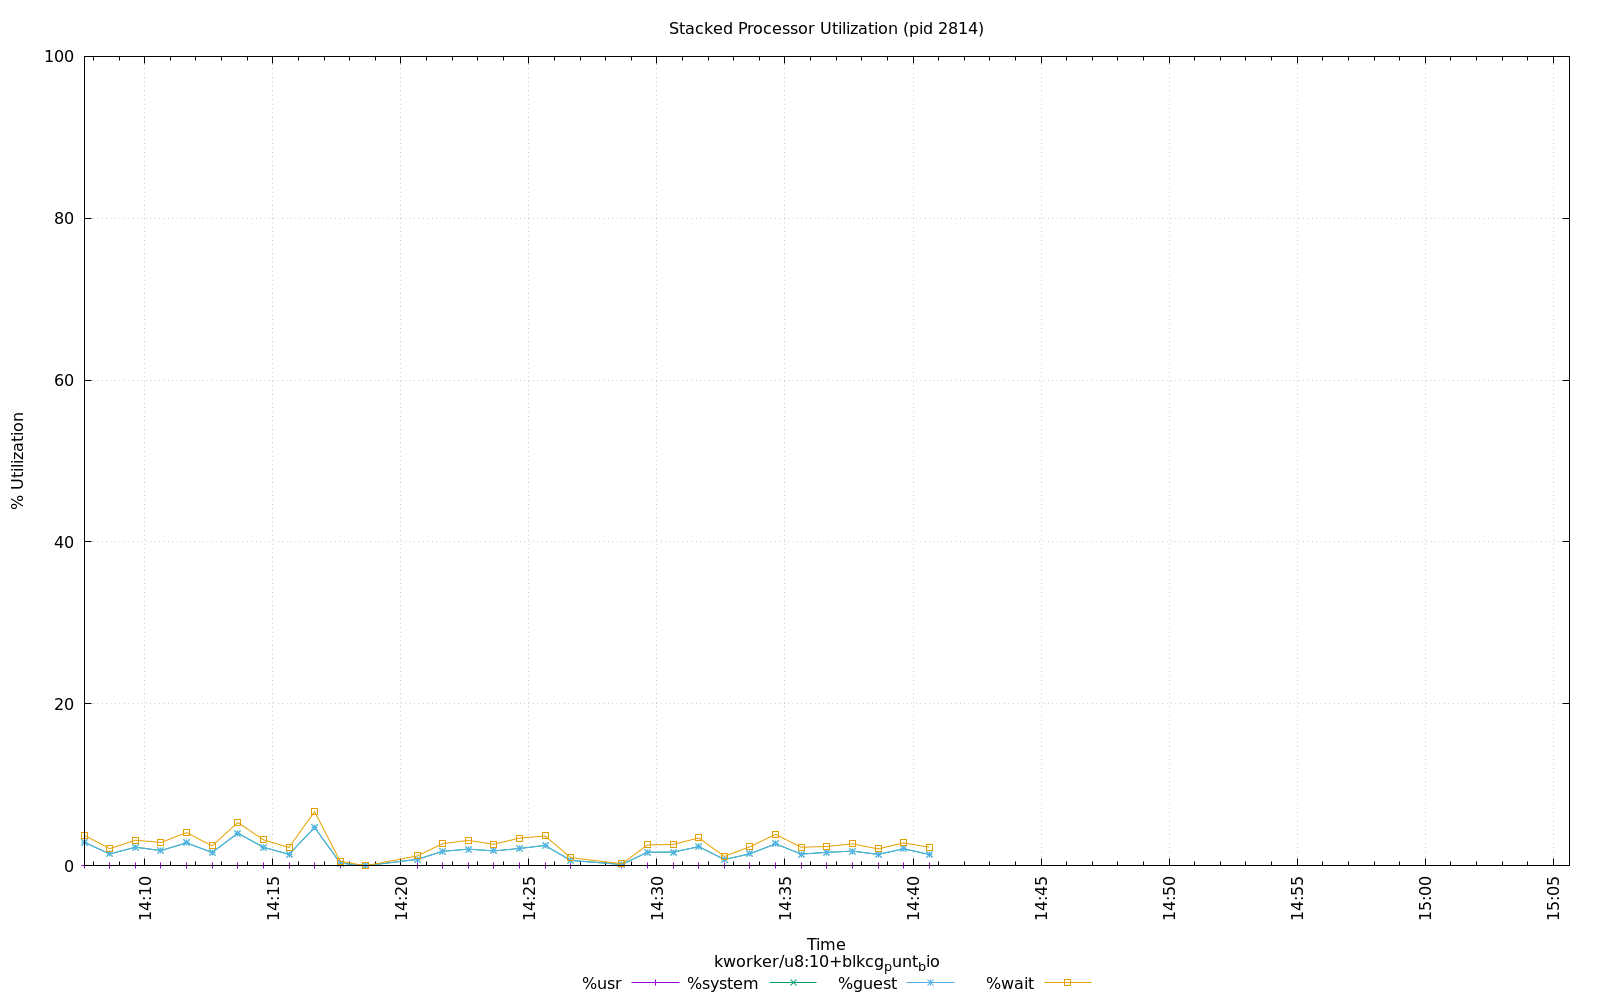 Stacked Processor Utilization (pid 2814)
100
80
60
40
20
0
% Utilization
14:10 14:15 14:20 14:25 14:30 14:35 14:40 14:45 14:50 14:55 15:00 15:05
Time
kworker/u8:10+blkcgpuntbio
%usr %system %guest %wait